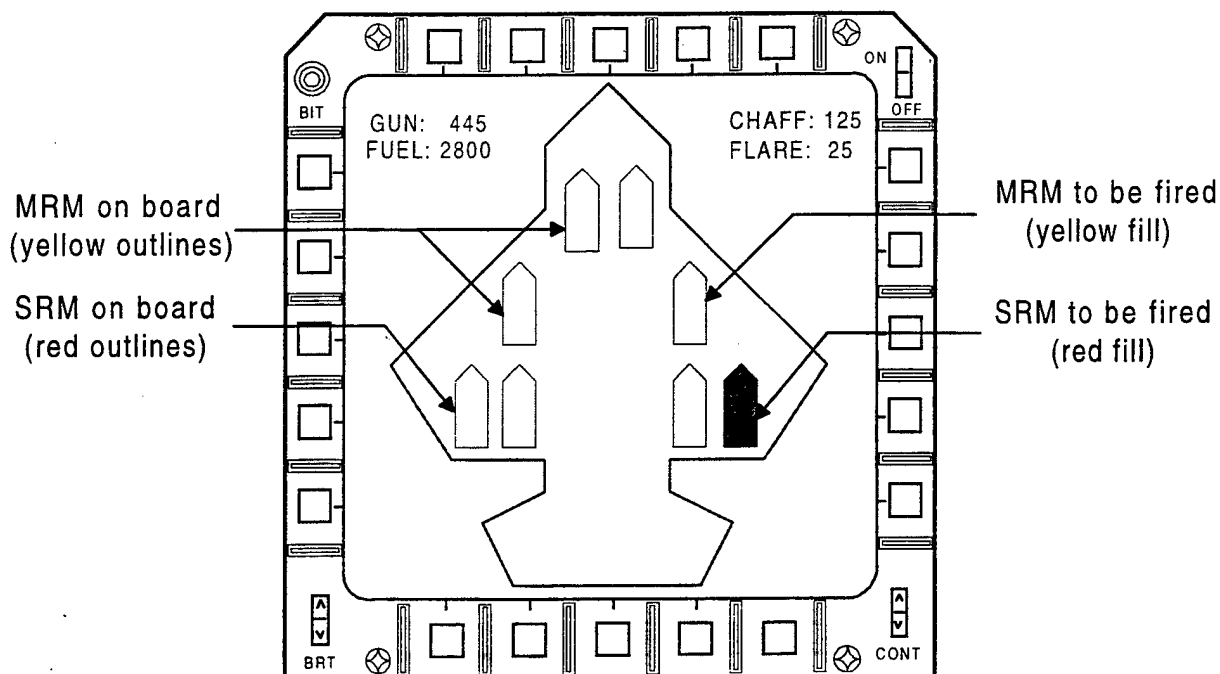 ON
OFF
BIT
GUN: 445
FUEL: 2800
CHAFF: 125
FLARE: 25
MRM on board
(yellow outlines)
MRM to be fired
(yellow fill)
SRM on board
(red outlines)
SRM to be fired
(red fill)
BRT
CONT